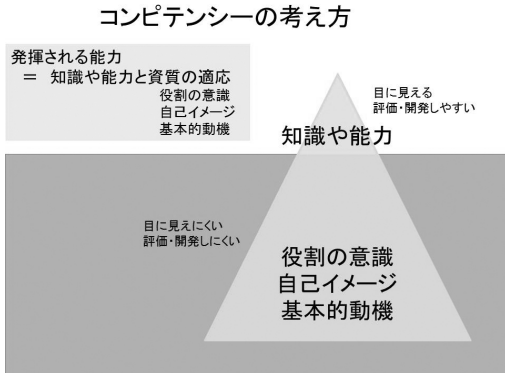 コンピテンシーの考え方
発揮される能力
＝ 知識や能力と資質の適応
役割の意識
自己イメージ
基本的動機
目に見える
評価・開発しやすい
知識や能力
目に見えにくい
評価・開発しにくい
役割の意識
自己イメージ
基本的動機